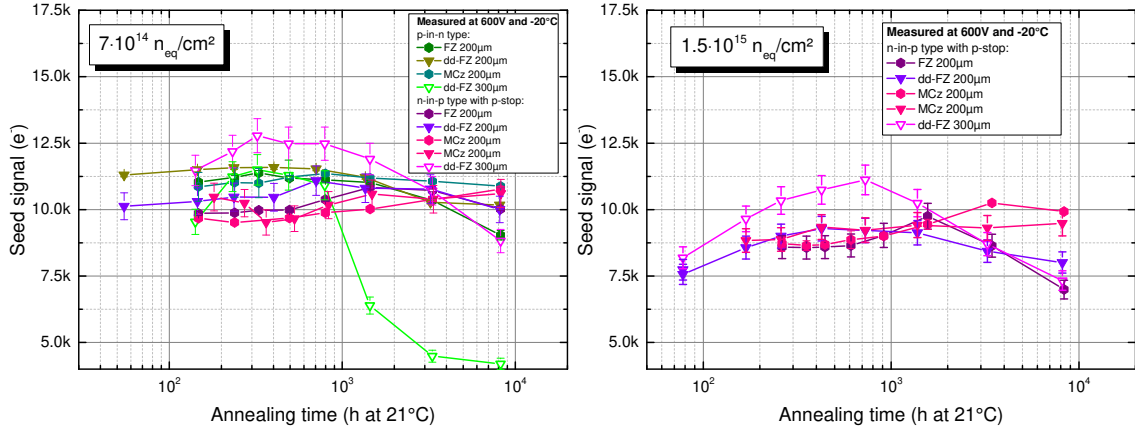 17.5k
15.0k
12.5k
10.0k
7.5k
5.0k
Seed signal (e⁻)
7·10¹⁴ n_eq/cm²
Measured at 600V and -20°C
p-in-n type:
FZ 200µm
dd-FZ 200µm
MCz 200µm
dd-FZ 300µm
n-in-p type with p-stop:
FZ 200µm
dd-FZ 200µm
MCz 200µm
MCz 200µm
dd-FZ 300µm
10² 10³ 10⁴
Annealing time (h at 21°C)
17.5k
15.0k
12.5k
10.0k
7.5k
5.0k
Seed signal (e⁻)
1.5·10¹⁵ n_eq/cm²
Measured at 600V and -20°C
n-in-p type with p-stop:
FZ 200µm
dd-FZ 200µm
MCz 200µm
MCz 200µm
dd-FZ 300µm
10² 10³ 10⁴
Annealing time (h at 21°C)